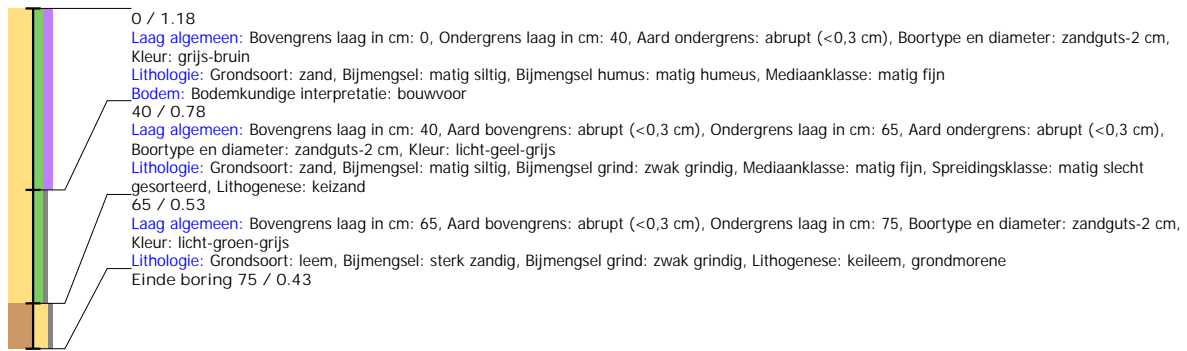 0 / 1.18
Laag algemeen: Bovengrens laag in cm: 0, Ondergrens laag in cm: 40, Aard ondergrens: abrupt (<0,3 cm), Boortype en diameter: zandguts-2 cm,
Kleur: grijs-bruin
Lithologie: Grondsoort: zand, Bijmengsel: matig siltig, Bijmengsel humus: matig humeus, Mediaanklasse: matig fijn
Bodem: Bodemkundige interpretatie: bouwvoor
40 / 0.78
Laag algemeen: Bovengrens laag in cm: 40, Aard bovengrens: abrupt (<0,3 cm), Ondergrens laag in cm: 65, Aard ondergrens: abrupt (<0,3 cm),
Boortype en diameter: zandguts-2 cm, Kleur: licht-geel-grijs
Lithologie: Grondsoort: zand, Bijmengsel: matig siltig, Bijmengsel grind: zwak grindig, Mediaanklasse: matig fijn, Spreidingsklasse: matig slecht
gesorteerd, Lithogenese: keizand
65 / 0.53
Laag algemeen: Bovengrens laag in cm: 65, Aard bovengrens: abrupt (<0,3 cm), Ondergrens laag in cm: 75, Boortype en diameter: zandguts-2 cm,
Kleur: licht-groen-grijs
Lithologie: Grondsoort: leem, Bijmengsel: sterk zandig, Bijmengsel grind: zwak grindig, Lithogenese: keileem, grondmorene
Einde boring 75 / 0.43